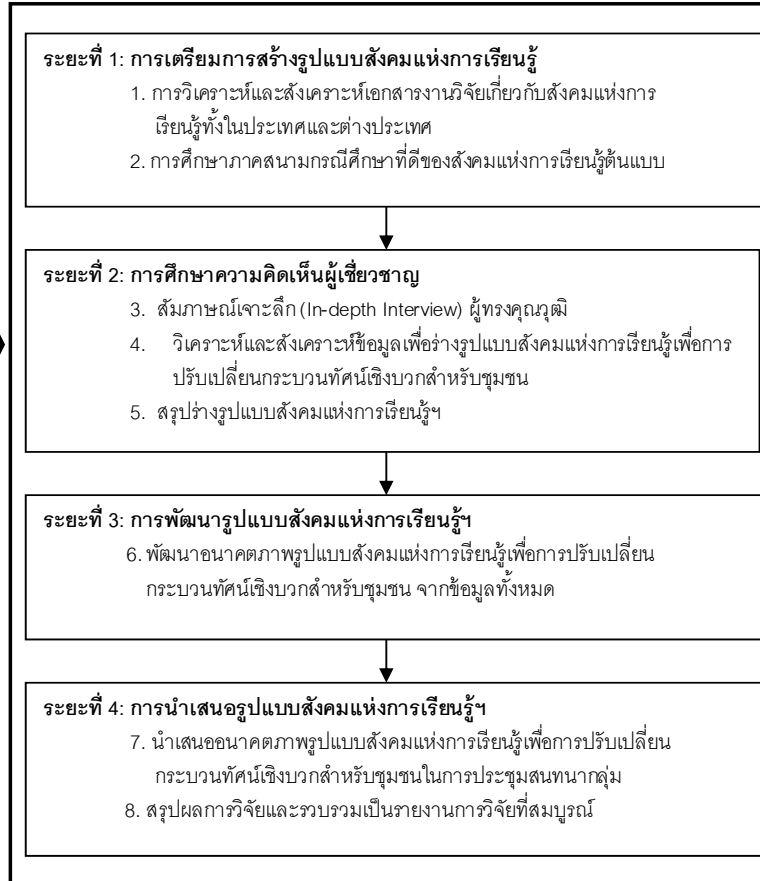 ระยะที่ 1: การเตรียมการสร้างรูปแบบสังคมแห่งการเรียนรู้
1. การวิเคราะห์และสังเคราะห์เอกสารงานวิจัยเกี่ยวกับสังคมแห่งการ
เรียนรู้ทั้งในประเทศและต่างประเทศ
2. การศึกษาภาคสนามกรณีศึกษาที่ดีของสังคมแห่งการเรียนรู้ต้นแบบ
ระยะที่ 2: การศึกษาความคิดเห็นผู้เชี่ยวชาญ
3. สัมภาษณ์เจาะลึก (In-depth Interview) ผู้ทรงคุณวุฒิ
4. วิเคราะห์และสังเคราะห์ข้อมูลเพื่อร่างรูปแบบสังคมแห่งการเรียนรู้เพื่อการ
ปรับเปลี่ยนกระบวนทัศน์เชิงบวกสำหรับชุมชน
5. สรุปร่างรูปแบบสังคมแห่งการเรียนรู้ฯ
ระยะที่ 3: การพัฒนารูปแบบสังคมแห่งการเรียนรู้ฯ
6. พัฒนาอนาคตภาพรูปแบบสังคมแห่งการเรียนรู้เพื่อการปรับเปลี่ยน
กระบวนทัศน์เชิงบวกสำหรับชุมชน จากข้อมูลทั้งหมด
ระยะที่ 4: การนำเสนอรูปแบบสังคมแห่งการเรียนรู้ฯ
7. นำเสนออนาคตภาพรูปแบบสังคมแห่งการเรียนรู้เพื่อการปรับเปลี่ยน
กระบวนทัศน์เชิงบวกสำหรับชุมชนในการประชุมสนทนากลุ่ม
8. สรุปผลการวิจัยและรวบรวมเป็นรายงานการวิจัยที่สมบูรณ์